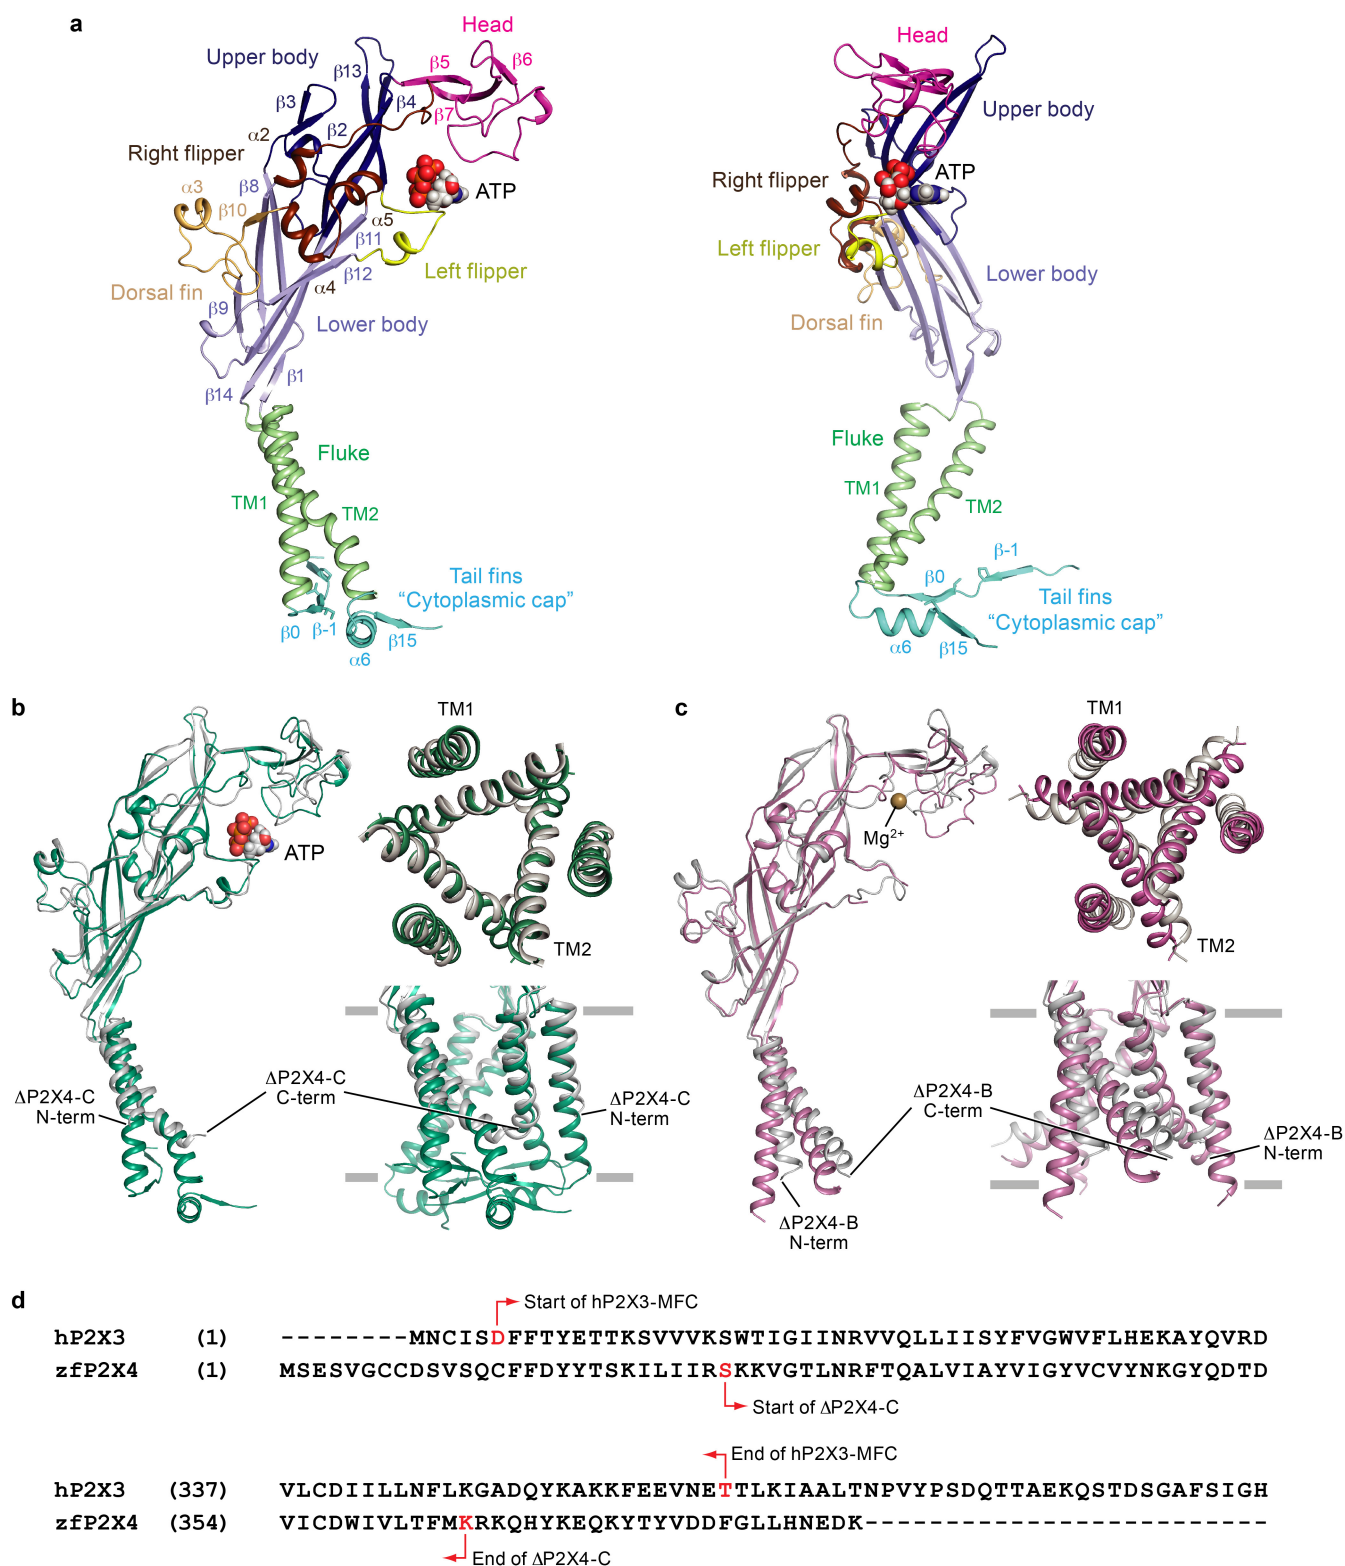 a
Head
Upper body
β13
β5
β6
β3
β4
β7
β2
α2
Right flipper
α3
β8
β10
ATP
α5
β11
β12
Left flipper
Dorsal fin
α4
β9
Lower body
β1
β14
Fluke
TM1
TM2
Tail fins
“Cytoplasmic cap”
β0
β-1
β15
α6
Head
Upper body
Right flipper
ATP
Left flipper
Lower body
Dorsal fin
Fluke
TM1
TM2
β-1
β0
Tail fins
“Cytoplasmic cap”
α6
β15
b
TM1
ATP
TM2
ΔP2X4-C
N-term
ΔP2X4-C
C-term
ΔP2X4-C
N-term
c
TM1
Mg2+
TM2
ΔP2X4-B
C-term
ΔP2X4-B
N-term
ΔP2X4-B
N-term
d
Start of hP2X3-MFC
hP2X3 (1) --------MNCISDFFTYETTKSVVVKSWTIGIINRVVQLLIISYFVGWVFLHEKAYQVRD
zfP2X4 (1) MSESVGCCDSVSQCFFDYYTSKILIIRSKKVGTLNRFTQALVIAYVIGYVCVYNKGYQDTD
Start of ΔP2X4-C
End of hP2X3-MFC
hP2X3 (337) VLCDIILLNFLKGADQYKAKKFEEVNETTLKIAALTNPVYPSDQTTAEKQSTDSGAFSIGH
zfP2X4 (354) VICDWIVLTFMKRKQHYKEQKYTYVDDFGLLHNEDK-------------------------
End of ΔP2X4-C